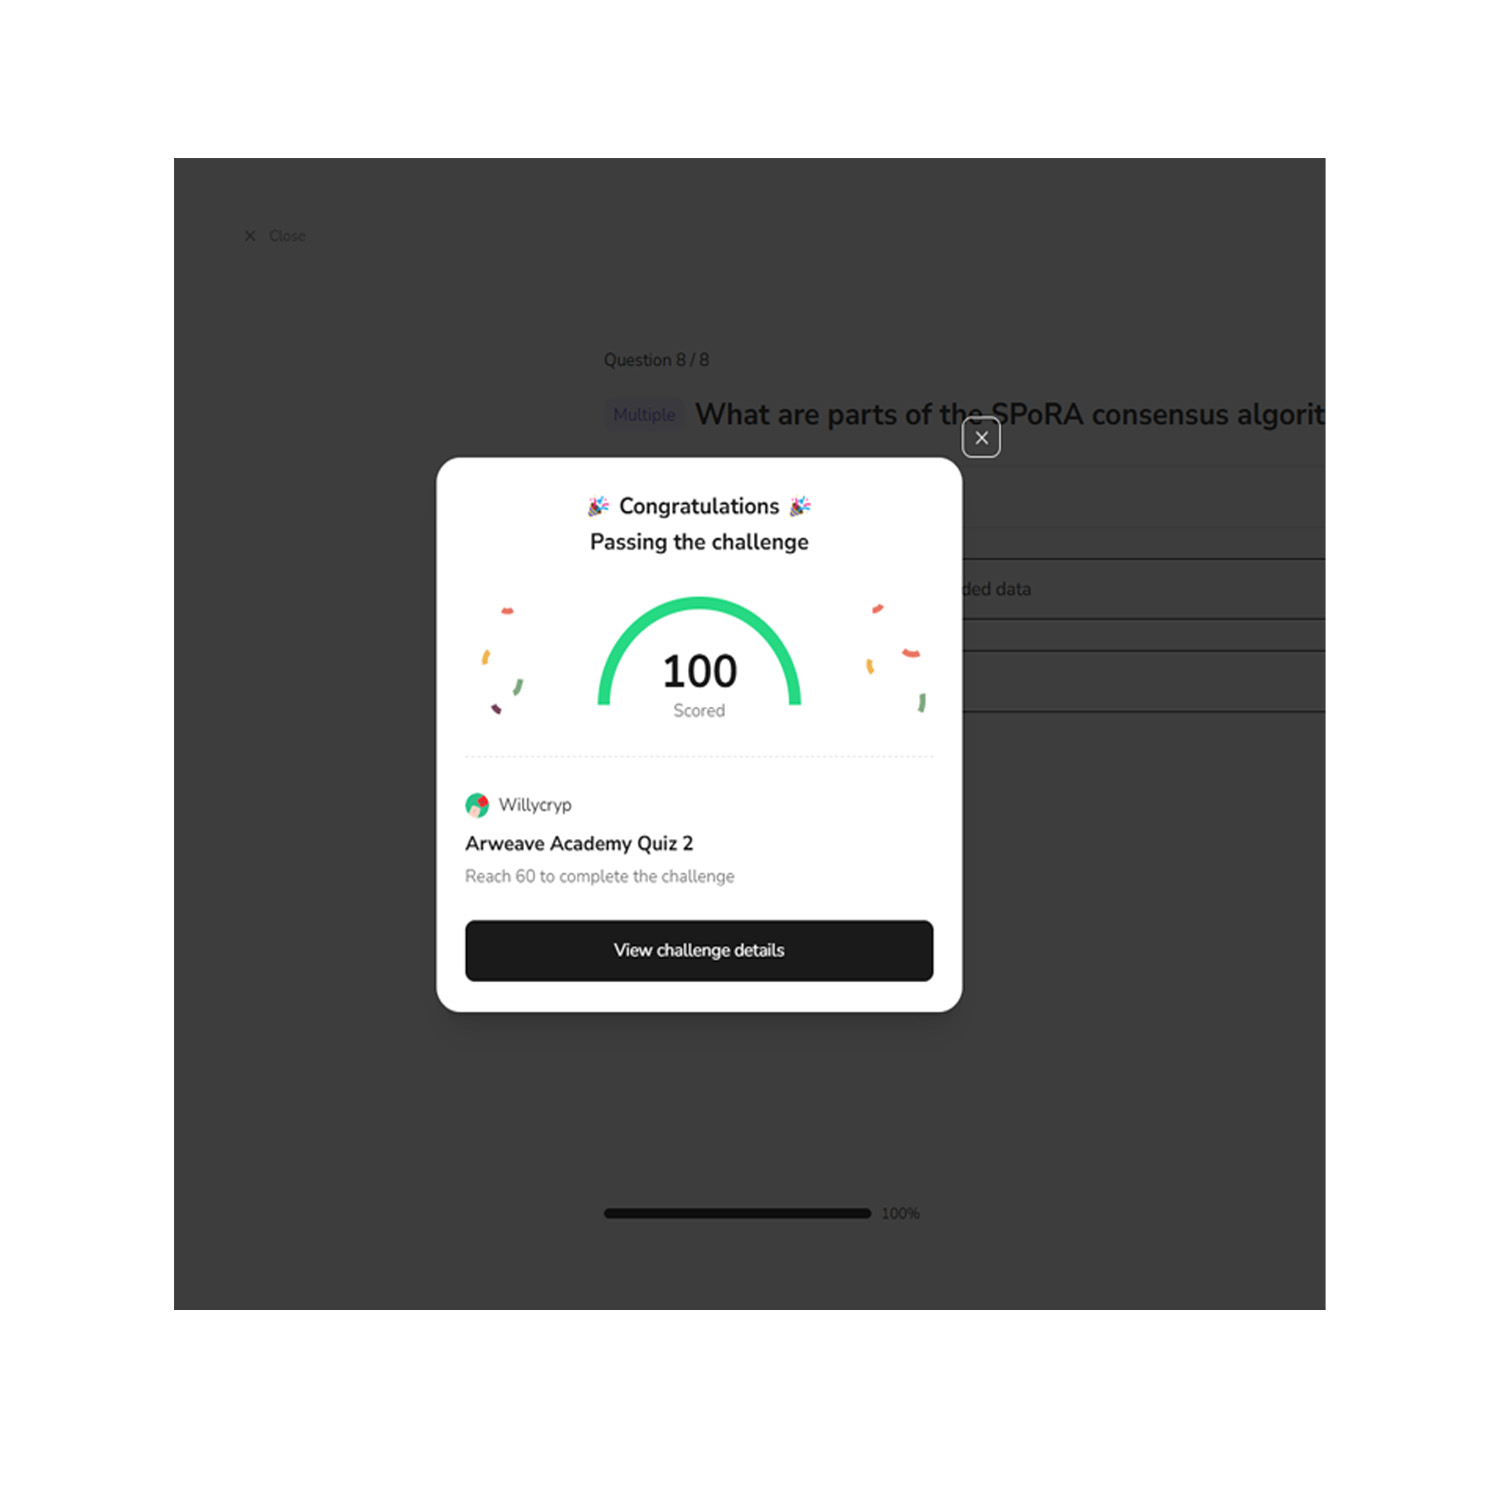 Close
Question 8 / 8
Multiple What are parts of the SPoRA consensus
ded data
Congratulations
Passing the challenge
100
Scored
Willycryp
Arweave Academy Quiz 2
Reach 60 to complete the challenge
View challenge details
100%